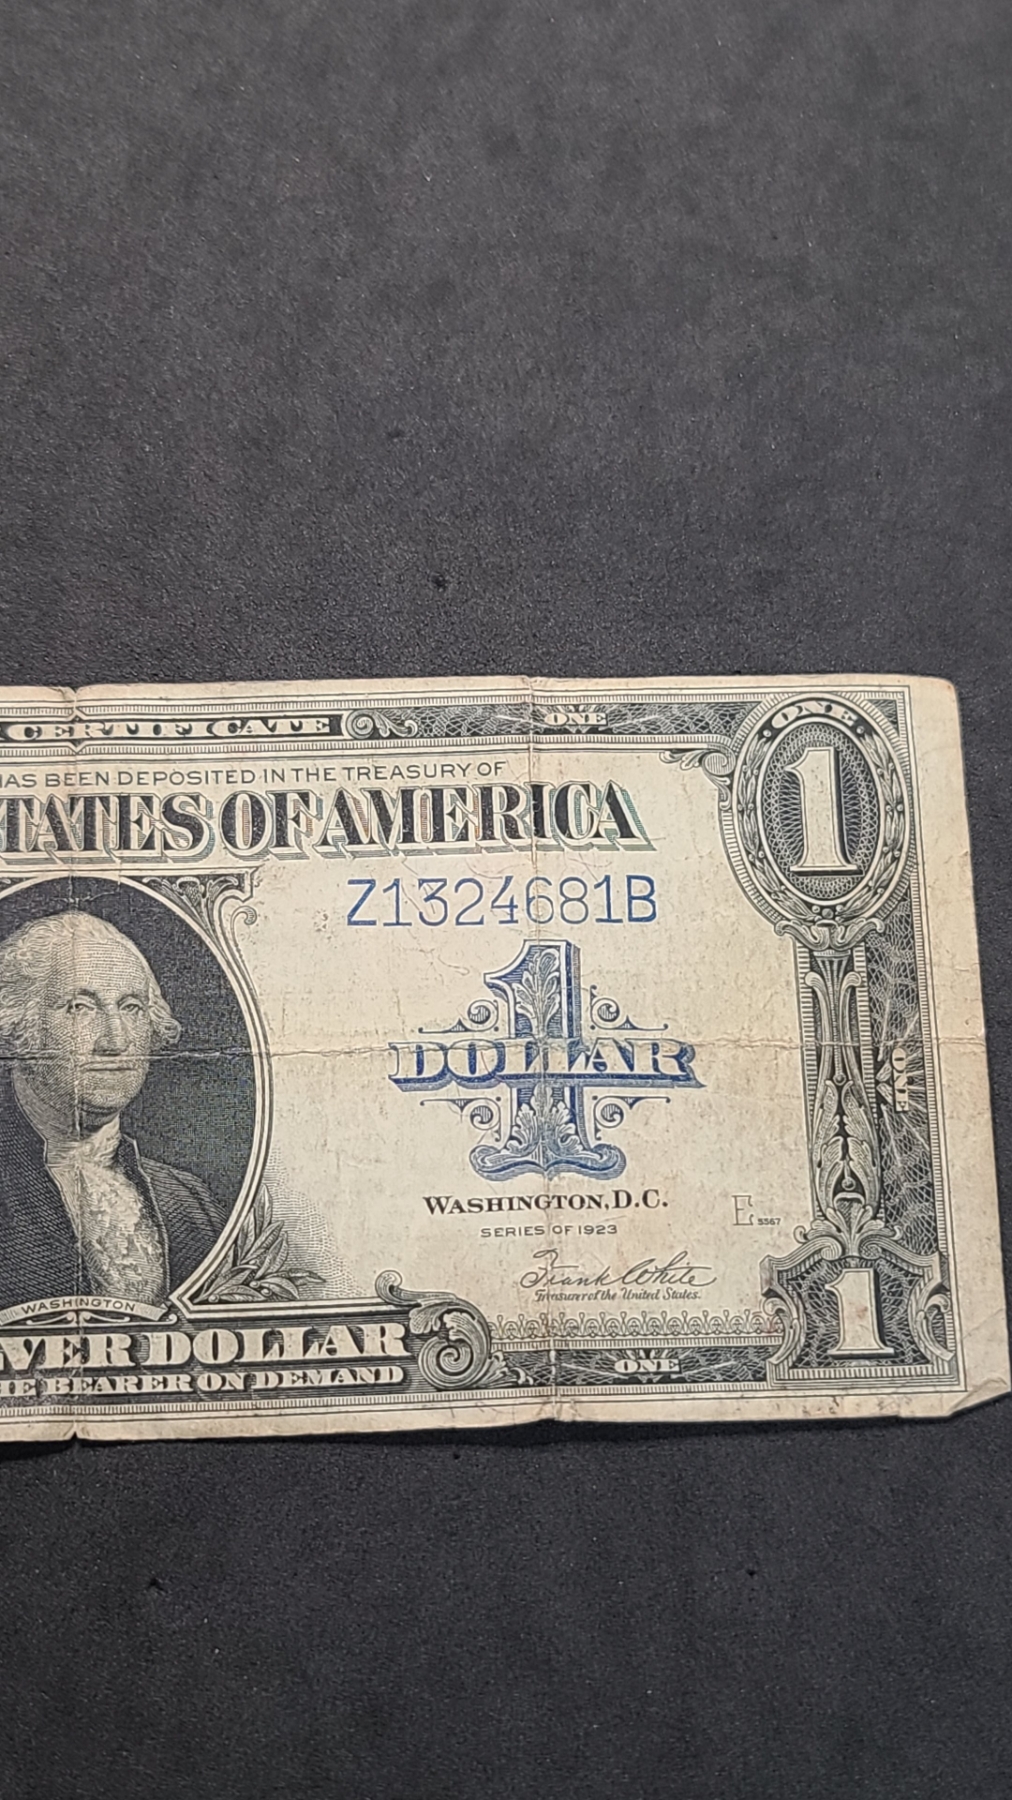 CERTIFICATE ONE ONE
HAS BEEN DEPOSITED IN THE TREASURY OF
1
STATES OF AMERICA
Z1324681B
1
DOLLAR
ONE
WASHINGTON, D.C.
E 5567
SERIES OF 1923
Frank White
Treasurer of the United States.
WASHINGTON
1
VER DOLLAR
ONE
BEARER ON DEMAND